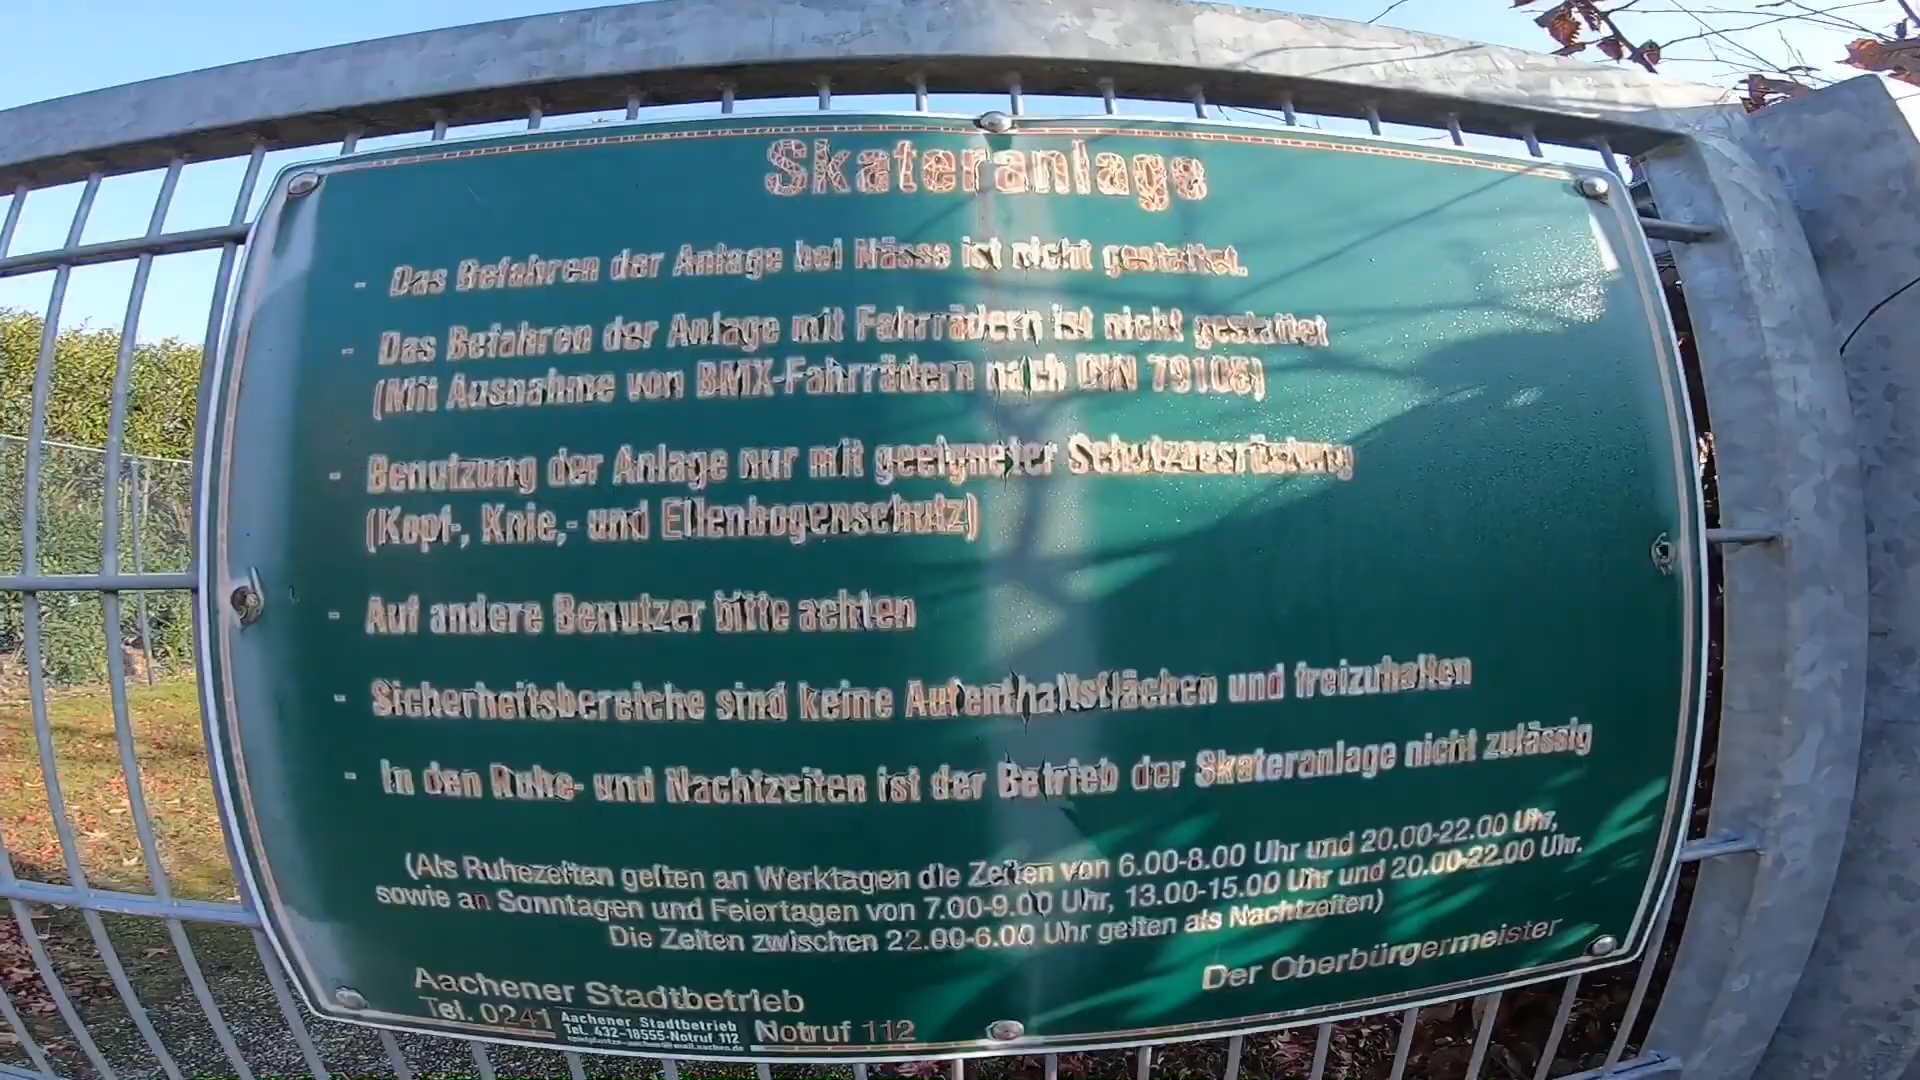 Skateranlage
- Das Befahren der Anlage bei Nässe ist nicht gestattet.
- Das Befahren der Anlage mit Fahrrädern ist nicht gestattet
(Mit Ausnahme von BMX-Fahrrädern nach DIN 79106)
- Benutzung der Anlage nur mit geeigneter Schutzausrüstung
(Kopf-, Knie,- und Ellenbogenschutz)
- Auf andere Benutzer bitte achten
- Sicherheitsbereiche sind keine Aufenthaltsflächen und freizuhalten
- In den Ruhe- und Nachtzeiten ist der Betrieb der Skateranlage nicht zulässig
(Als Ruhezeiten gelten an Werktagen die Zeiten von 6.00-8.00 Uhr und 20.00-22.00 Uhr,
sowie an Sonntagen und Feiertagen von 7.00-9.00 Uhr, 13.00-15.00 Uhr und 20.00-22.00 Uhr.
Die Zeiten zwischen 22.00-6.00 Uhr gelten als Nachtzeiten)
Der Oberbürgermeister
Aachener Stadtbetrieb
Tel. 0241
Aachener Stadtbetrieb
Tel. 432-18555-Notruf 112
Notruf 112